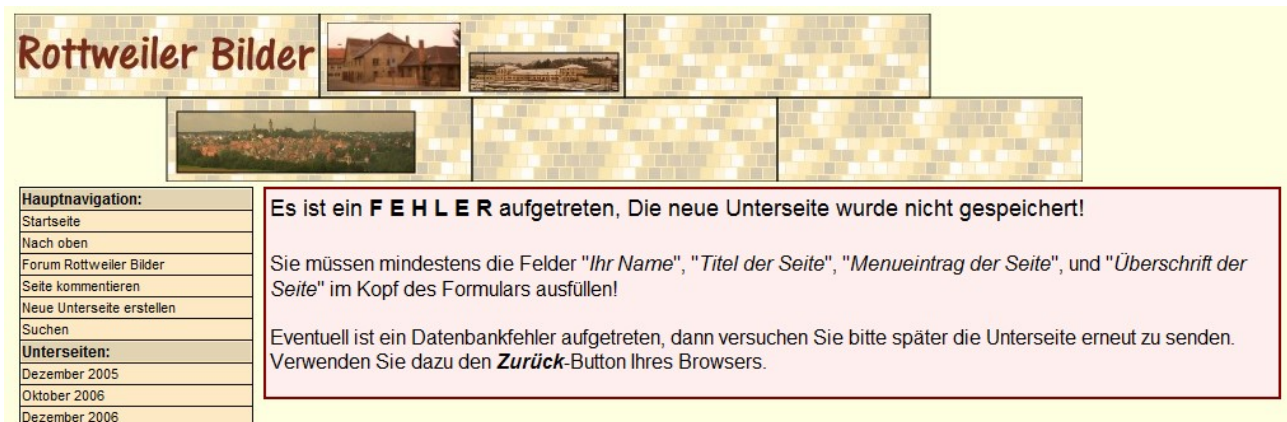 Rottweiler Bilder
Hauptnavigation:
Startseite
Nach oben
Forum Rottweiler Bilder
Seite kommentieren
Neue Unterseite erstellen
Suchen
Unterseiten:
Dezember 2005
Oktober 2006
Dezember 2006
Es ist ein F E H L E R aufgetreten, Die neue Unterseite wurde nicht gespeichert!
Sie müssen mindestens die Felder "Ihr Name", "Titel der Seite", "Menueintrag der Seite", und "Überschrift der
Seite" im Kopf des Formulars ausfüllen!
Eventuell ist ein Datenbankfehler aufgetreten, dann versuchen Sie bitte später die Unterseite erneut zu senden.
Verwenden Sie dazu den Zurück-Button Ihres Browsers.